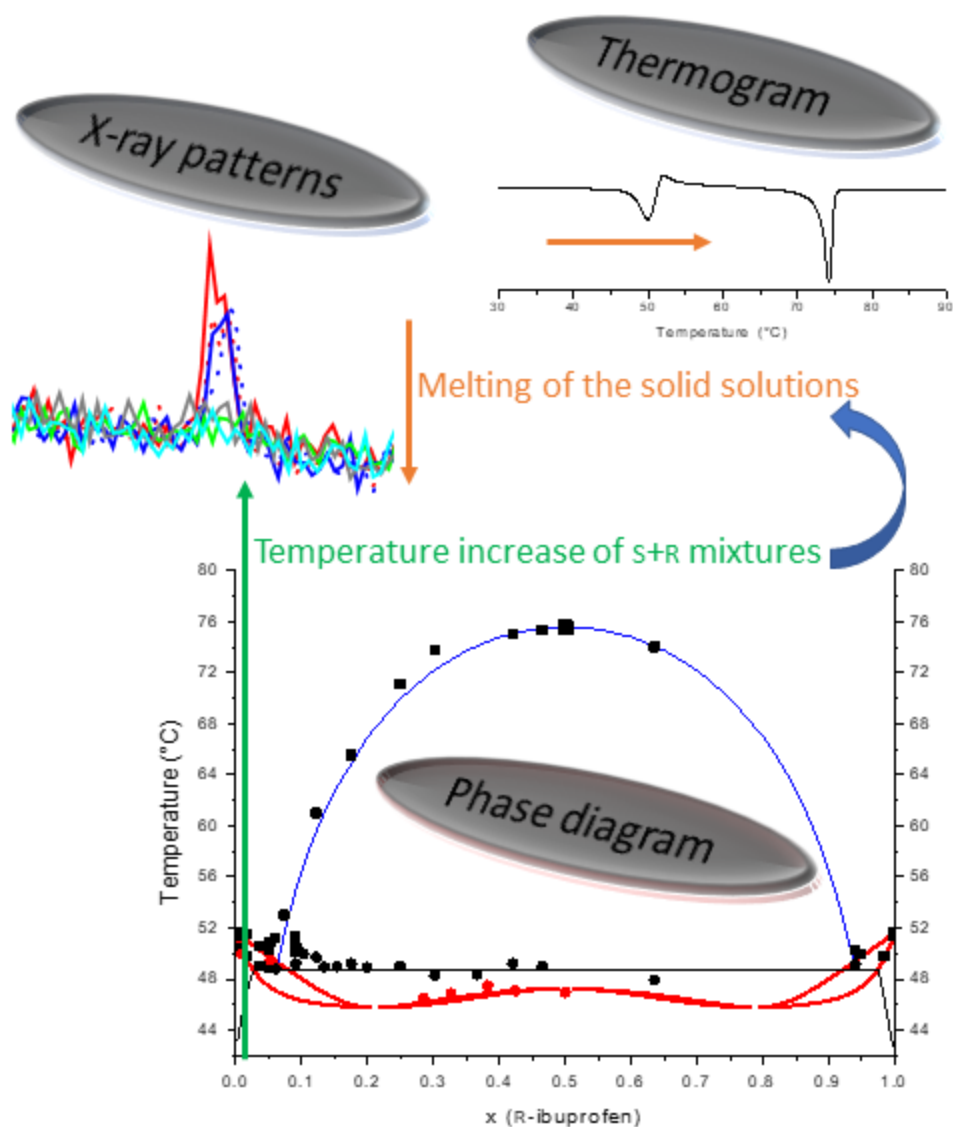 Thermogram
X-ray patterns
30 40 50 60 70 80 90
Temperature (°C)
Melting of the solid solutions
Temperature increase of S+R mixtures
80 80
76 76
72 72
68 68
64 64
60 60
56 56
52 52
48 48
44 44
Temperature (°C)
Phase diagram
0.0 0.1 0.2 0.3 0.4 0.5 0.6 0.7 0.8 0.9 1.0
x (R-ibuprofen)